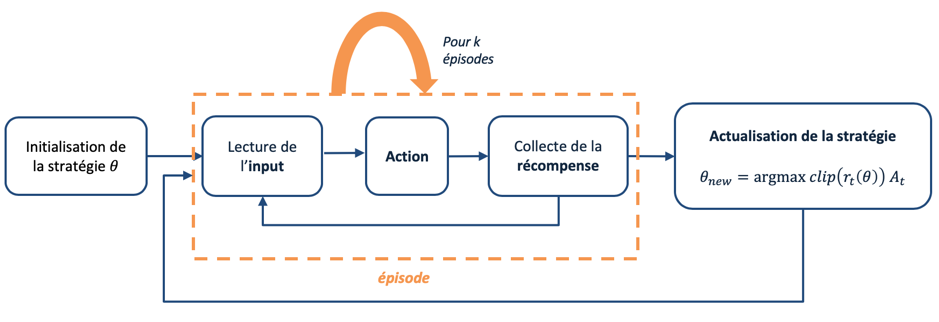 Pour k
épisodes
Initialisation de
la stratégie θ
Lecture de
l’input
Action
Collecte de la
récompense
Actualisation de la stratégie
θ_new = argmax clip(r_t(θ)) A_t
épisode